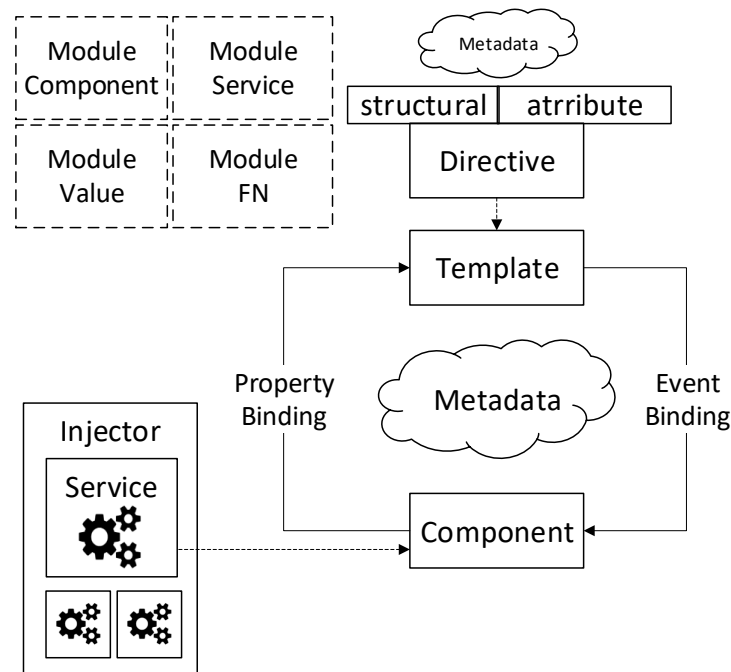 Module
Component
Module
Service
Module
Value
Module
FN
Metadata
structural
atrribute
Directive
Template
Property
Binding
Metadata
Event
Binding
Injector
Service
Component